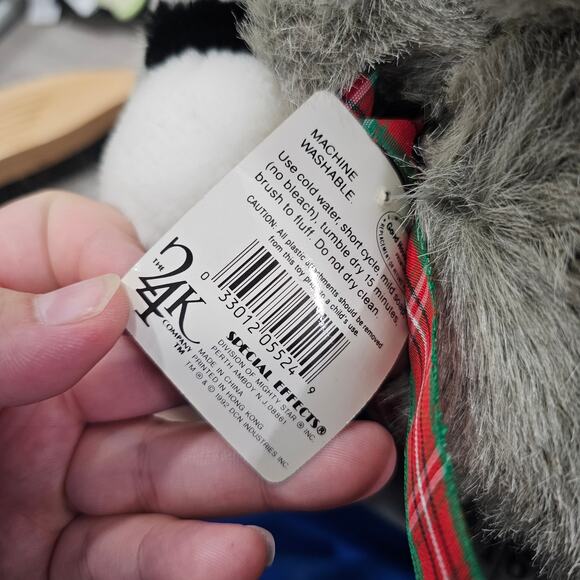 MACHINE
WASHABLE.
Use cold water, short cycle, mild soap
(no bleach), tumble dry 15 minutes,
brush to fluff. Do not dry clean.
CAUTION: All plastic attachments should be removed
from this toy prior to a child's use.
0 33012 05524 9
THE
24K
COMPANY
TM
SPECIAL EFFECTS®
DIVISION OF MIGHTY STAR® INC.
PERTH AMBOY N.J. 08861
MADE IN CHINA
PRINTED IN HONG KONG
TM ® & © 1992 DCN INDUSTRIES INC.